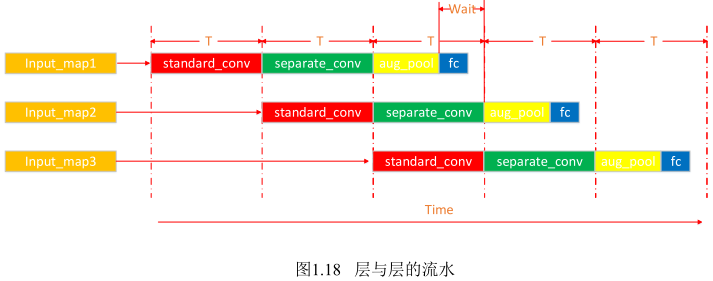 Wait
T T T T T
Input_map1 standard_conv separate_conv aug_pool fc
Input_map2 standard_conv separate_conv aug_pool fc
Input_map3 standard_conv separate_conv aug_pool fc
Time
图1.18 层与层的流水